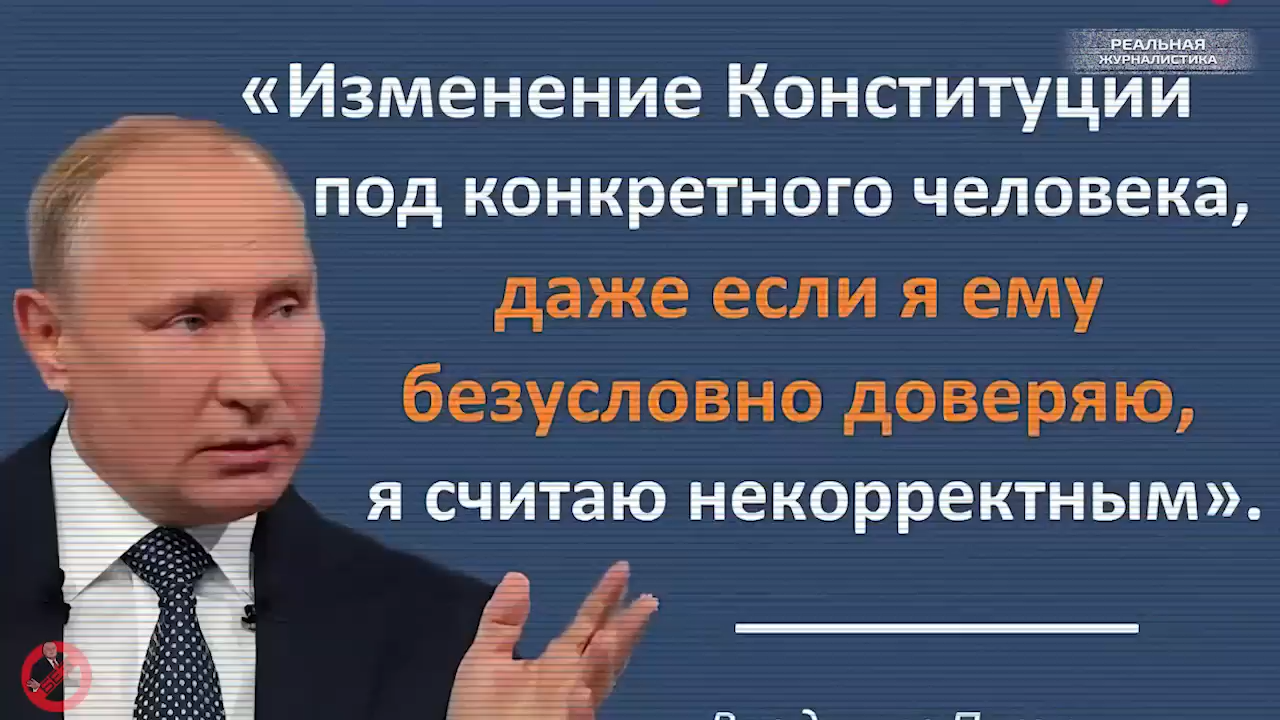 РЕАЛЬНАЯ
ЖУРНАЛИСТИКА
«Изменение Конституции
под конкретного человека,
даже если я ему
безусловно доверяю,
я считаю некорректным».